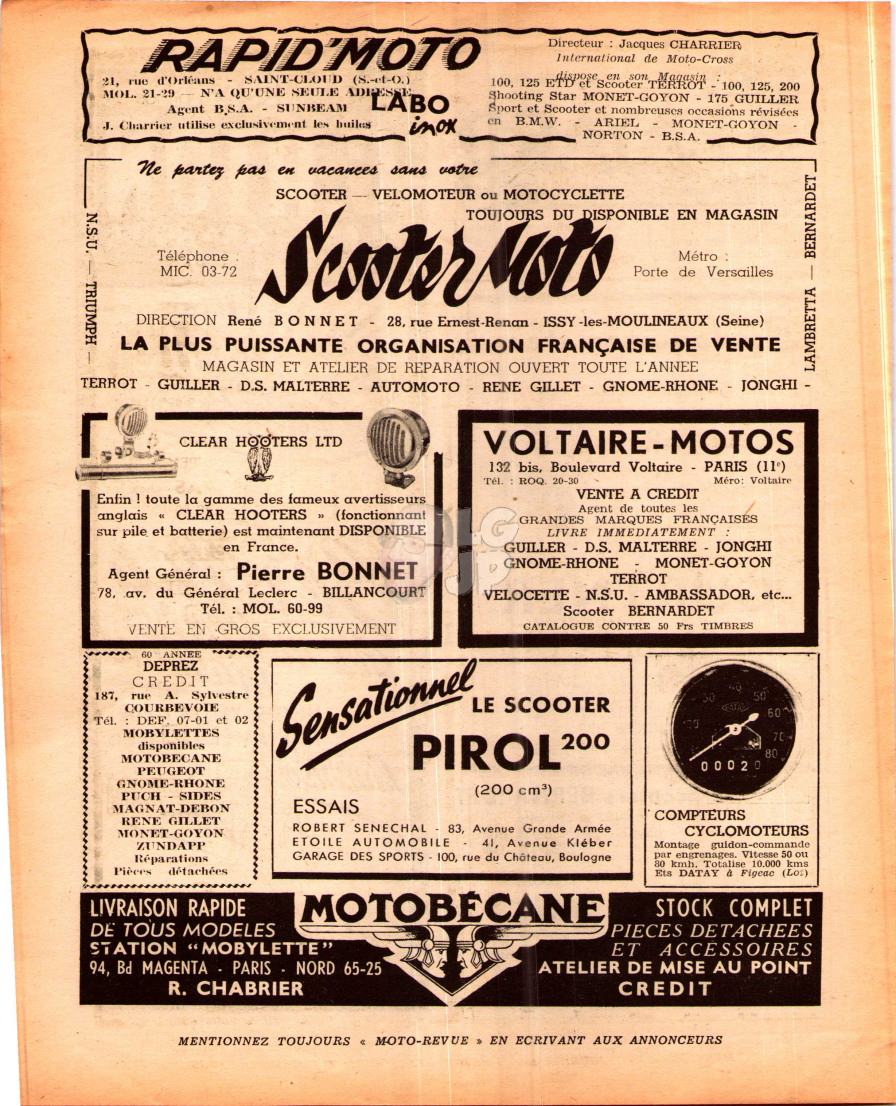 RAPID'MOTO
21, rue d'Orléans - SAINT-CLOUD (S.-et-O.)
MOL. 21-29 — N'A QU'UNE SEULE ADRESSE
Agent B.S.A. - SUNBEAM
J. Charrier utilise exclusivement les huiles
LABO
inox
Directeur : Jacques CHARRIER
International de Moto-Cross
dispose en son Magasin :
100, 125 ETD et Scooter TERROT - 100, 125, 200
Shooting Star MONET-GOYON - 175 GUILLER
Sport et Scooter et nombreuses occasions révisées
en B.M.W. - ARIEL - MONET-GOYON -
NORTON - B.S.A.
Ne partez pas en vacances sans votre
SCOOTER — VELOMOTEUR ou MOTOCYCLETTE
TOUJOURS DU DISPONIBLE EN MAGASIN
N.S.U. — TRIUMPH —
Téléphone :
MIC. 03-72
Scooter Moto
Métro :
Porte de Versailles
LAMBRETTA — BERNARDET
DIRECTION René BONNET - 28, rue Ernest-Renan - ISSY-les-MOULINEAUX (Seine)
LA PLUS PUISSANTE ORGANISATION FRANÇAISE DE VENTE
MAGASIN ET ATELIER DE REPARATION OUVERT TOUTE L'ANNEE
TERROT - GUILLER - D.S. MALTERRE - AUTOMOTO - RENE GILLET - GNOME-RHONE - JONGHI -
CLEAR HOOTERS LTD
Enfin ! toute la gamme des fameux avertisseurs
anglais « CLEAR HOOTERS » (fonctionnant
sur pile et batterie) est maintenant DISPONIBLE
en France.
Agent Général : Pierre BONNET
78, av. du Général Leclerc - BILLANCOURT
Tél. : MOL. 60-99
VENTE EN GROS EXCLUSIVEMENT
VOLTAIRE-MOTOS
132 bis, Boulevard Voltaire - PARIS (11e)
Tél. : ROQ. 20-30 Méro: Voltaire
VENTE A CREDIT
Agent de toutes les
GRANDES MARQUES FRANÇAISES
LIVRE IMMEDIATEMENT :
GUILLER - D.S. MALTERRE - JONGHI
GNOME-RHONE - MONET-GOYON
TERROT
VELOCETTE - N.S.U. - AMBASSADOR, etc...
Scooter BERNARDET
CATALOGUE CONTRE 50 Frs TIMBRES
60 ANNEE
DEPREZ
CREDIT
187, rue A. Sylvestre
COURBEVOIE
Tél. : DEF. 07-01 et 02
MOBYLETTES
disponibles
MOTOBECANE
PEUGEOT
GNOME-RHONE
PUCH - SIDES
MAGNAT-DEBON
RENE GILLET
MONET-GOYON
ZUNDAPP
Réparations
Pièces détachées
Sensationnel
LE SCOOTER
PIROL 200
(200 cm³)
ESSAIS
ROBERT SENECHAL - 83, Avenue Grande Armée
ETOILE AUTOMOBILE - 41, Avenue Kléber
GARAGE DES SPORTS - 100, rue du Château, Boulogne
30 40 50 60 70 80
00020
COMPTEURS
CYCLOMOTEURS
Montage guidon-commande
par engrenages. Vitesse 50 ou
80 kmh. Totalise 10.000 kms
Ets DATAY à Figeac (Lot)
LIVRAISON RAPIDE
DE TOUS MODELES
STATION "MOBYLETTE"
94, Bd MAGENTA - PARIS - NORD 65-25
R. CHABRIER
MOTOBÉCANE
STOCK COMPLET
PIECES DETACHEES
ET ACCESSOIRES
ATELIER DE MISE AU POINT
CREDIT
MENTIONNEZ TOUJOURS « MOTO-REVUE » EN ECRIVANT AUX ANNONCEURS